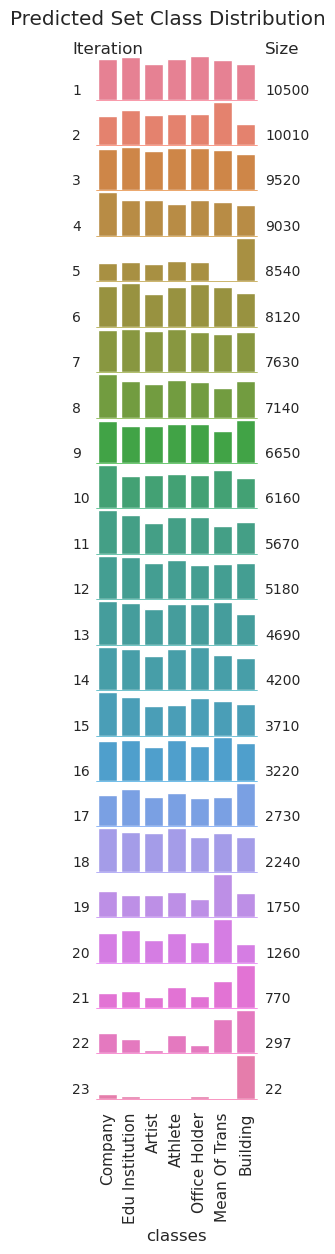 Predicted Set Class Distribution
Iteration Size
1 10500
2 10010
3 9520
4 9030
5 8540
6 8120
7 7630
8 7140
9 6650
10 6160
11 5670
12 5180
13 4690
14 4200
15 3710
16 3220
17 2730
18 2240
19 1750
20 1260
21 770
22 297
23 22
Company
Edu Institution
Artist
Athlete
Office Holder
Mean Of Trans
Building
classes